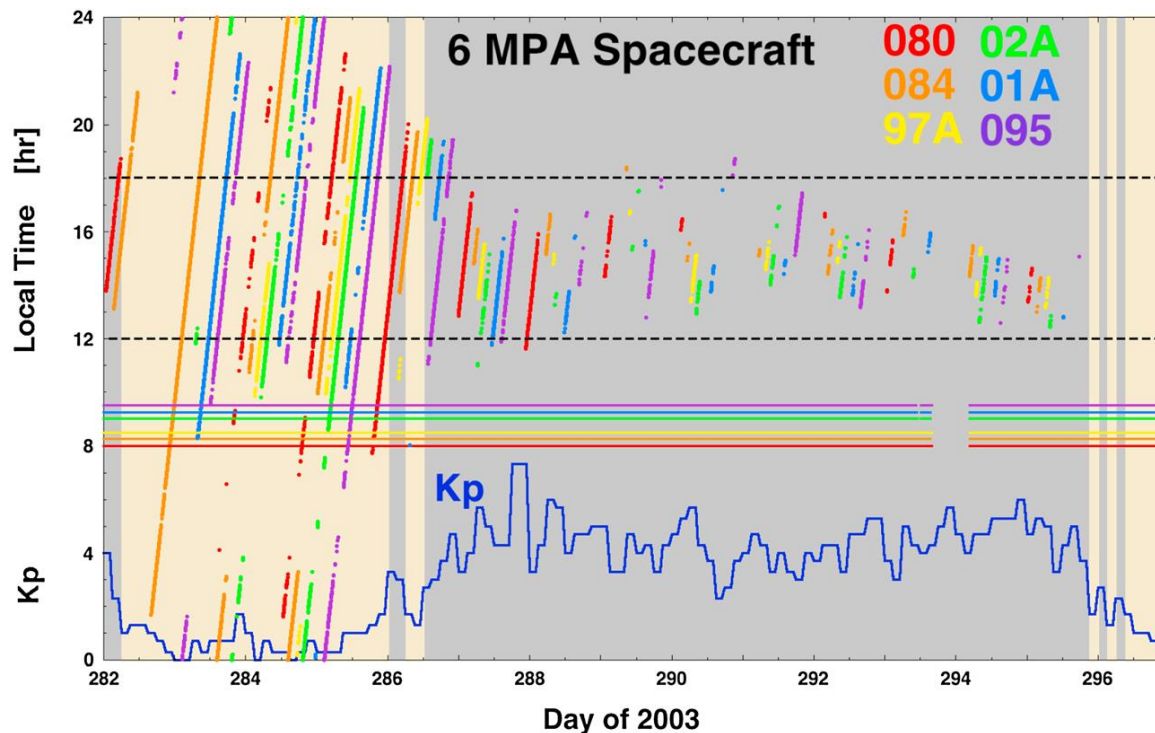 24
6 MPA Spacecraft
080 02A
084 01A
97A 095
20
16
12
8
4
0
Local Time [hr]
Kp
Kp
282 284 286 288 290 292 294 296
Day of 2003